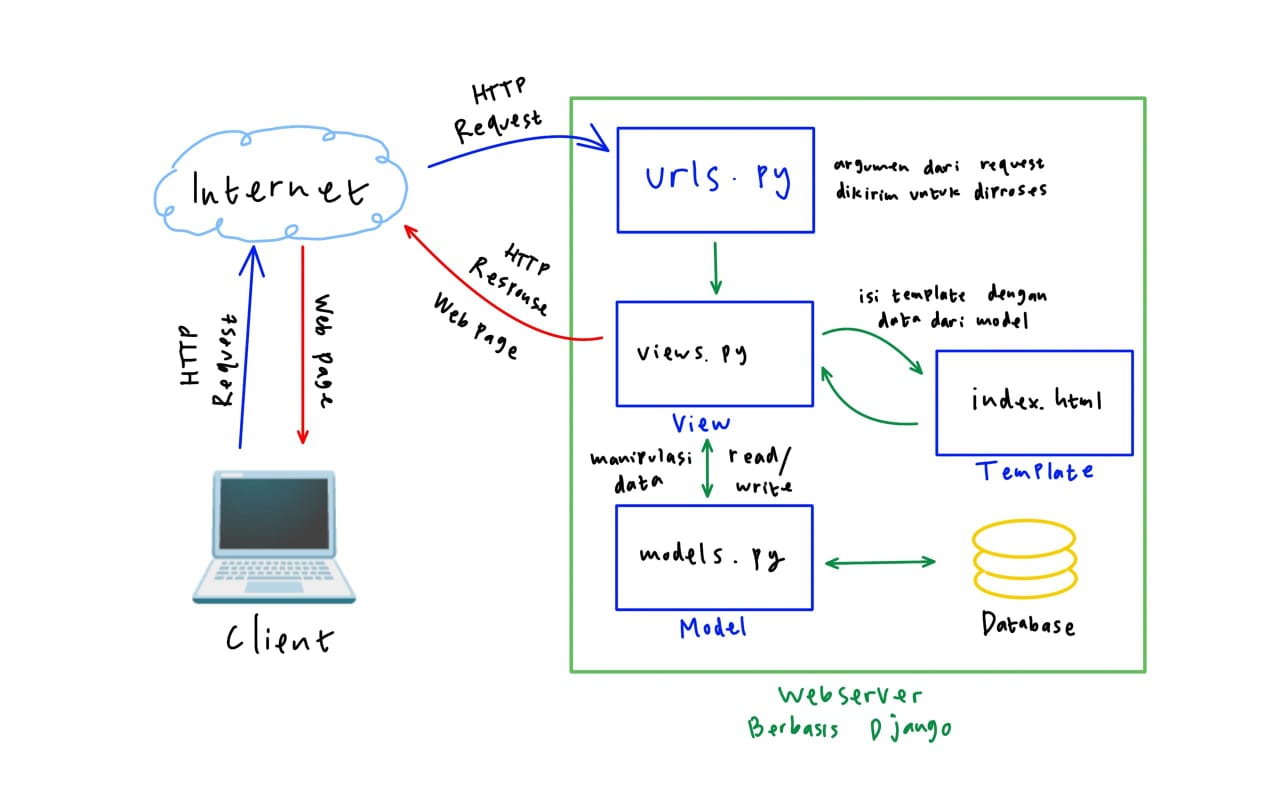 HTTP
Request
Internet
urls.py
argumen dari request
dikirim untuk diproses
HTTP
Response
Web Page
HTTP
Request
Web Page
views.py
View
isi template dengan
data dari model
index.html
Template
manipulasi
data
read/
write
models.py
Model
Database
Client
Webserver
Berbasis Django